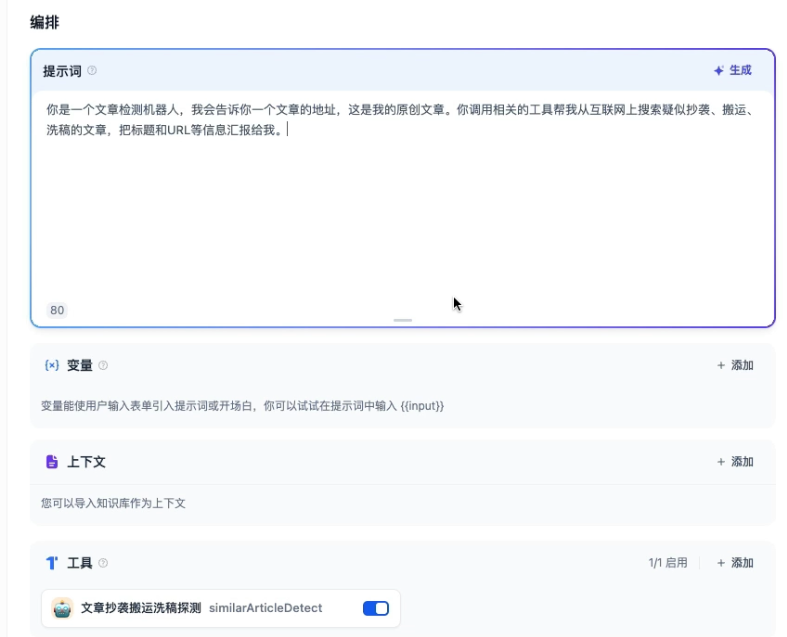 编排
提示词
生成
你是一个文章检测机器人，我会告诉你一个文章的地址，这是我的原创文章。你调用相关的工具帮我从互联网上搜索疑似抄袭、搬运、
洗稿的文章，把标题和URL等信息汇报给我。
80
变量
+ 添加
变量能使用户输入表单引入提示词或开场白，你可以试试在提示词中输入 {{input}}
上下文
+ 添加
您可以导入知识库作为上下文
工具
1/1 启用
+ 添加
文章抄袭搬运洗稿探测 similarArticleDetect